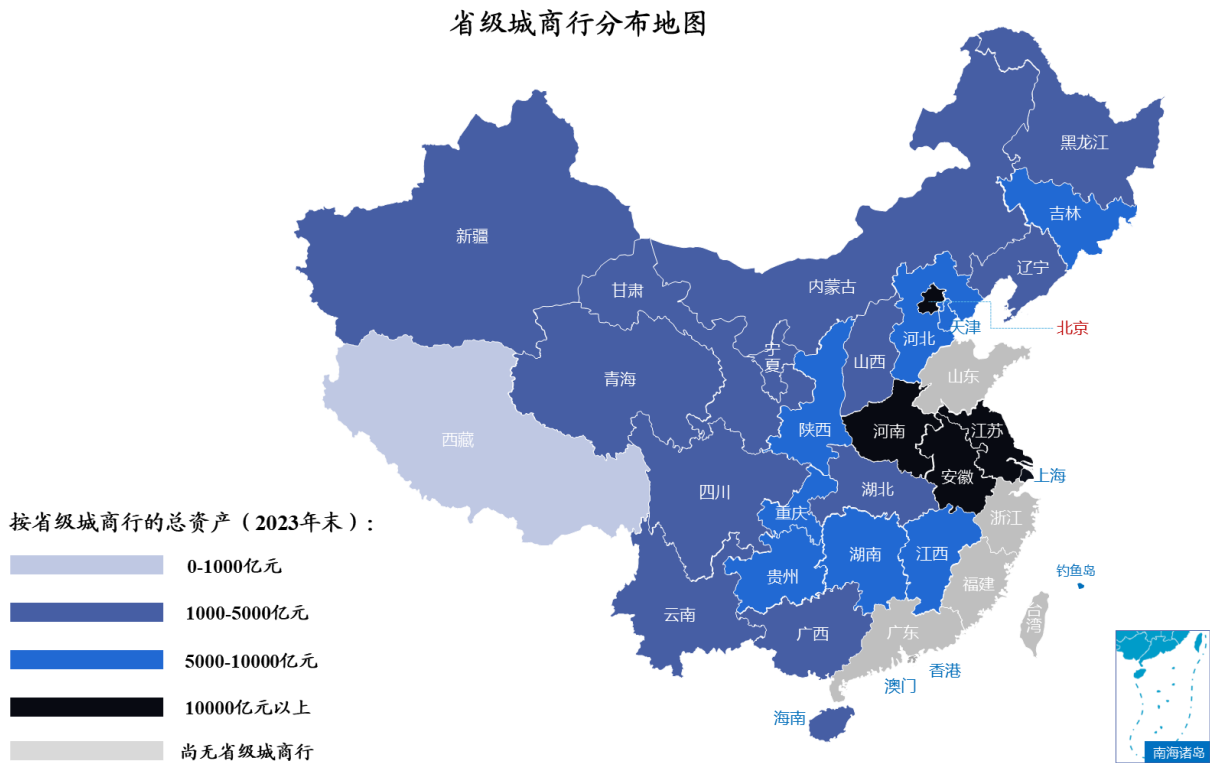 省级城商行分布地图
黑龙江
吉林
新疆
辽宁
内蒙古
甘肃
北京
天津
河北
宁夏
山西
山东
青海
陕西
河南
江苏
西藏
安徽
上海
四川
湖北
重庆
浙江
湖南
江西
钓鱼岛
贵州
福建
云南
广西
广东
台湾
香港
澳门
海南
南海诸岛
按省级城商行的总资产（2023年末）:
0-1000亿元
1000-5000亿元
5000-10000亿元
10000亿元以上
尚无省级城商行